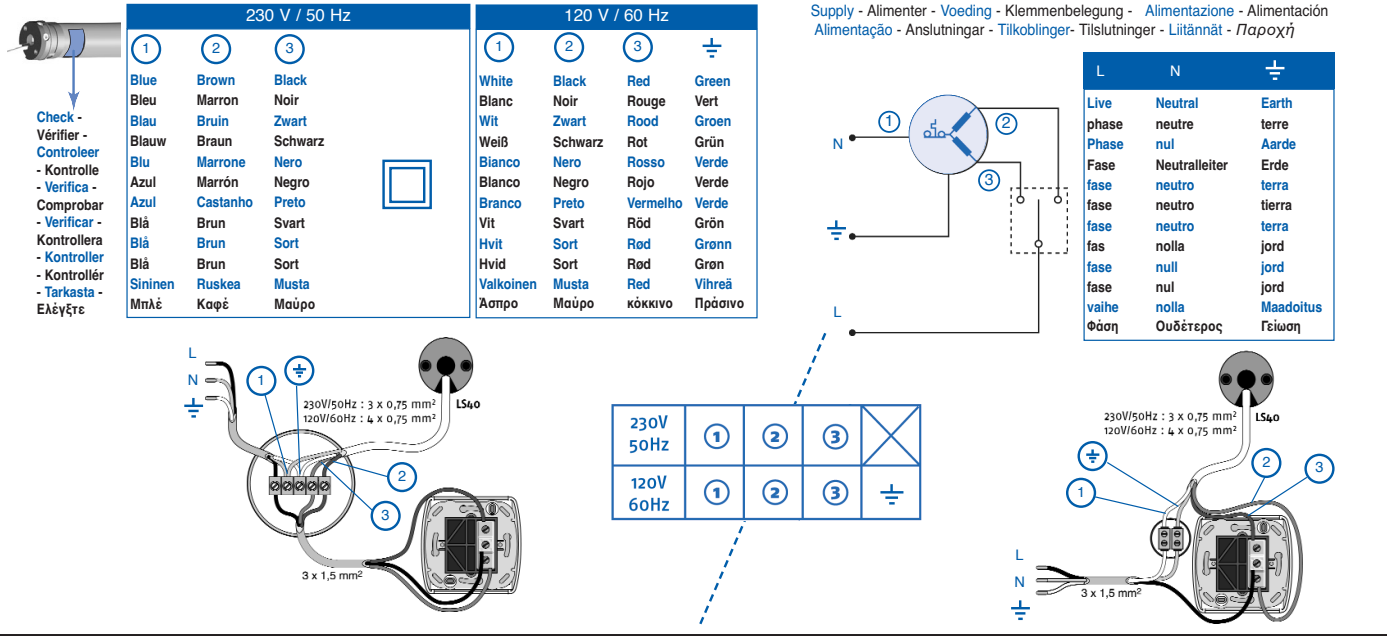 230 V / 50 Hz
1 2 3
Blue Brown Black
Bleu Marron Noir
Blau Bruin Zwart
Blauw Braun Schwarz
Blu Marrone Nero
Azul Marrón Negro
Azul Castanho Preto
Blå Brun Svart
Blå Brun Sort
Blå Brun Sort
Sininen Ruskea Musta
Μπλέ Καφέ Μαύρο
120 V / 60 Hz
1 2 3
White Black Red Green
Blanc Noir Rouge Vert
Wit Zwart Rood Groen
Weiß Schwarz Rot Grün
Bianco Nero Rosso Verde
Blanco Negro Rojo Verde
Branco Preto Vermelho Verde
Vit Svart Röd Grön
Hvit Sort Rød Grønn
Hvid Sort Rød Grøn
Valkoinen Musta Red Vihreä
Άσπρο Μαύρο κόκκινο Πράσινο
Check -
Vérifier -
Controleer
- Kontrolle
- Verifica -
Comprobar
- Verificar -
Kontrollera
- Kontroller
- Kontrollér
- Tarkasta -
Ελέγξτε
Supply - Alimenter - Voeding - Klemmenbelegung - Alimentazione - Alimentación
Alimentação - Anslutningar - Tilkoblinger- Tilslutninger - Liitännät - Παροχή
N
1
2
3
L
L N
Live Neutral Earth
phase neutre terre
Phase nul Aarde
Fase Neutralleiter Erde
fase neutro terra
fase neutro tierra
fase neutro terra
fas nolla jord
fase null jord
fase nul jord
vaihe nolla Maadoitus
Φάση Ουδέτερος Γείωση
L
N
1
230V/50Hz : 3 x 0,75 mm²
120V/60Hz : 4 x 0,75 mm²
LS40
2
3
3 x 1,5 mm²
230V
50Hz
1 2 3
120V
60Hz
1 2 3
230V/50Hz : 3 x 0,75 mm²
120V/60Hz : 4 x 0,75 mm²
LS40
1
2
3
L
N
3 x 1,5 mm²